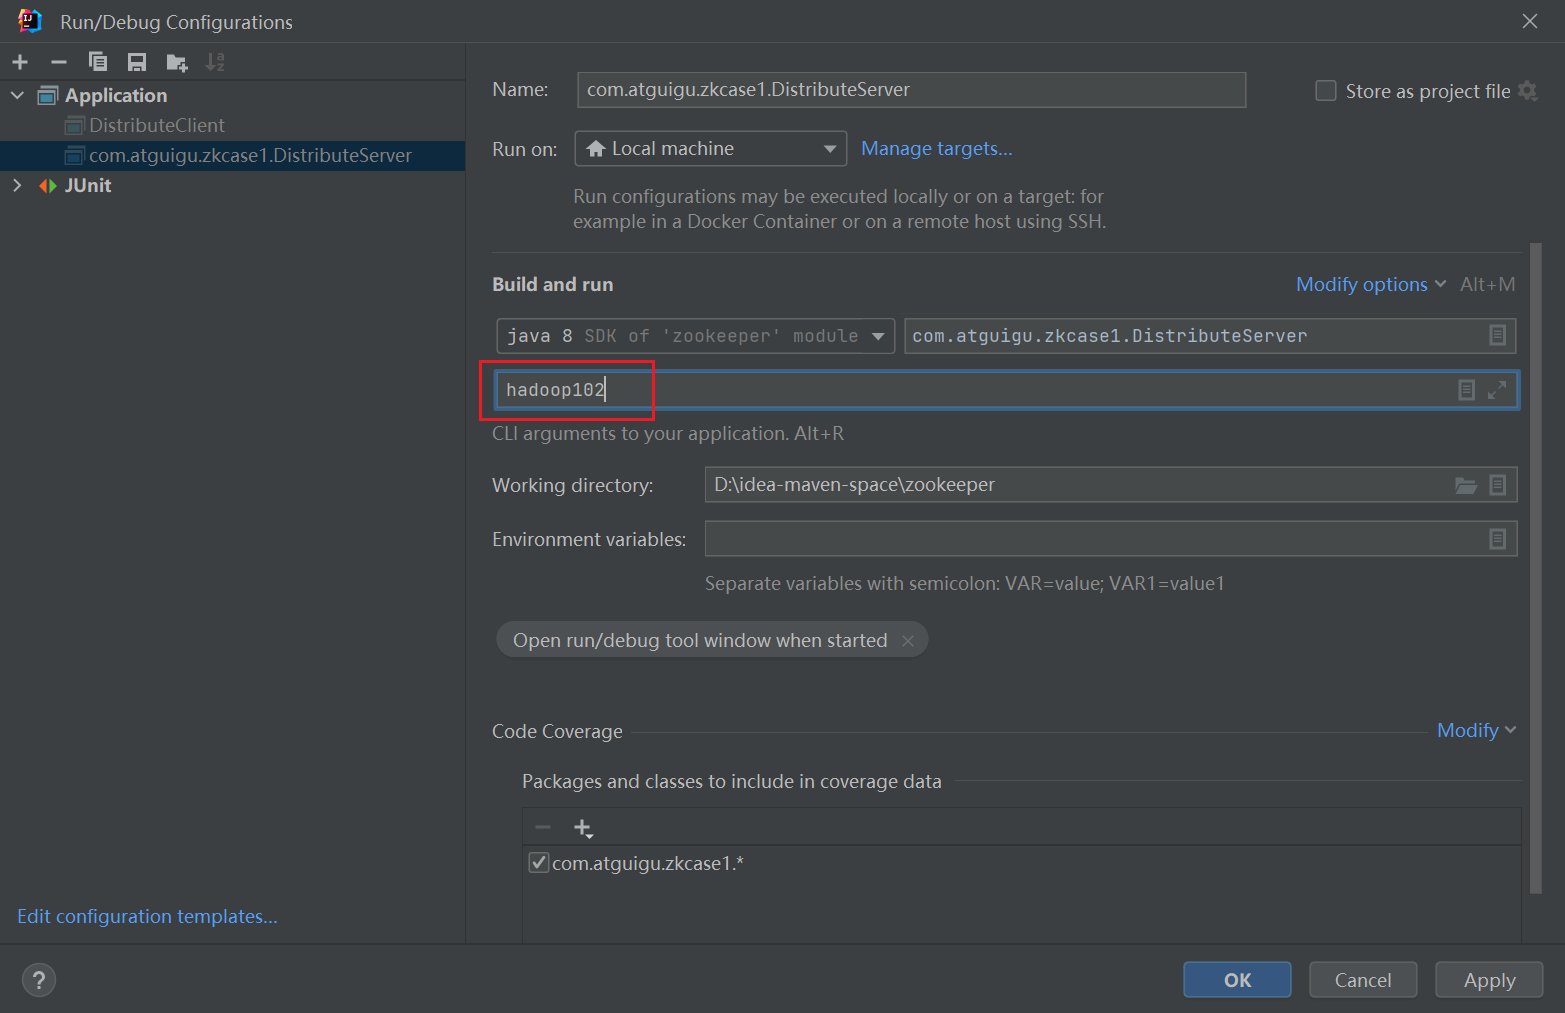 Run/Debug Configurations
Application
DistributeClient
com.atguigu.zkcase1.DistributeServer
JUnit
Edit configuration templates...
Name: com.atguigu.zkcase1.DistributeServer
Store as project file
Run on: Local machine Manage targets...
Run configurations may be executed locally or on a target: for
example in a Docker Container or on a remote host using SSH.
Build and run Modify options Alt+M
java 8 SDK of 'zookeeper' module com.atguigu.zkcase1.DistributeServer
hadoop102
CLI arguments to your application. Alt+R
Working directory: D:\idea-maven-space\zookeeper
Environment variables:
Separate variables with semicolon: VAR=value; VAR1=value1
Open run/debug tool window when started
Code Coverage Modify
Packages and classes to include in coverage data
com.atguigu.zkcase1.*
? OK Cancel Apply